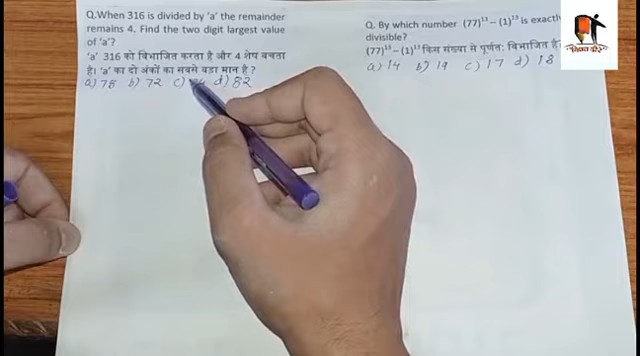 Q.When 316 is divided by 'a' the remainder
remains 4. Find the two digit largest value
of 'a'?
'a' 316 को विभाजित करता है और 4 शेष बचता
है। 'a' का दो अंकों का सबसे बड़ा मान है?
a) 78 b) 72 c) d) 82
Q. By which number (77)¹³ – (1)¹³ is exactly
divisible?
(77)¹³ – (1)¹³ किस संख्या से पूर्णतः विभाजित है
a) 14 b) 19 c) 17 d) 18